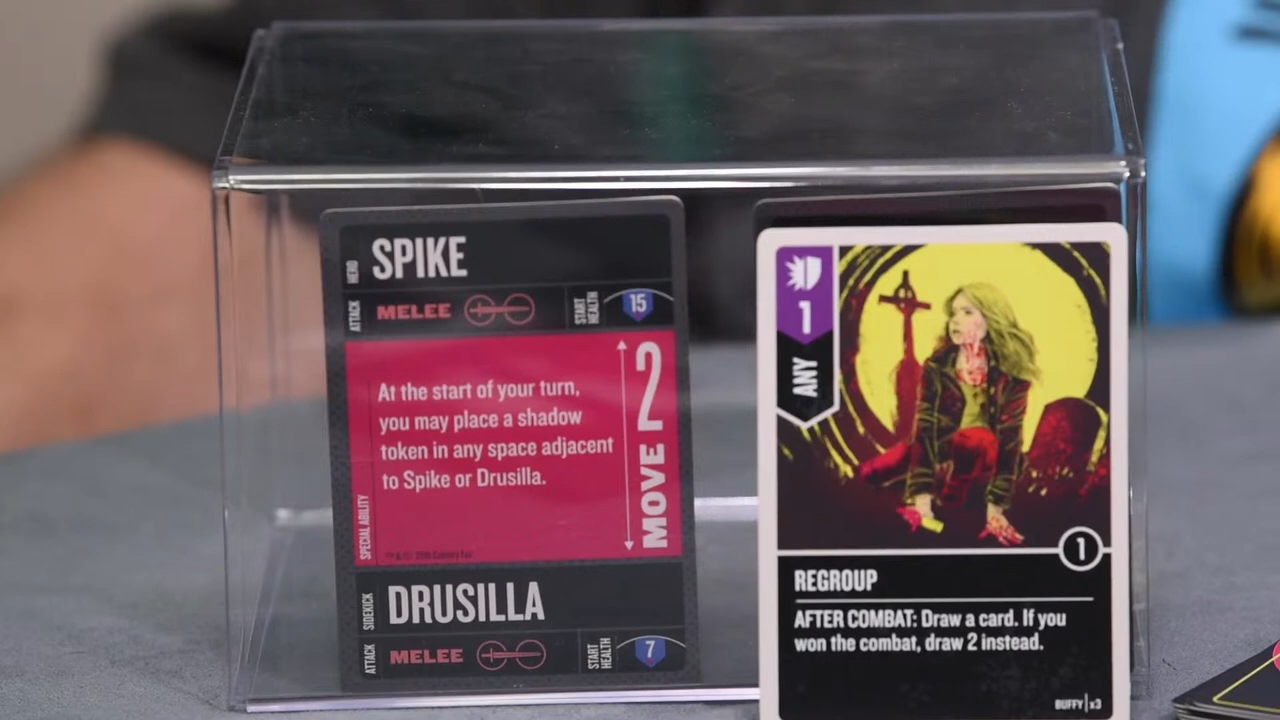 HERO
SPIKE
ATTACK
MELEE
START
HEALTH
15
At the start of your turn,
you may place a shadow
token in any space adjacent
to Spike or Drusilla.
SPECIAL ABILITY
MOVE 2
SIDEKICK
DRUSILLA
ATTACK
MELEE
START
HEALTH
7
1
ANY
1
REGROUP
AFTER COMBAT: Draw a card. If you
won the combat, draw 2 instead.
BUFFY | x3